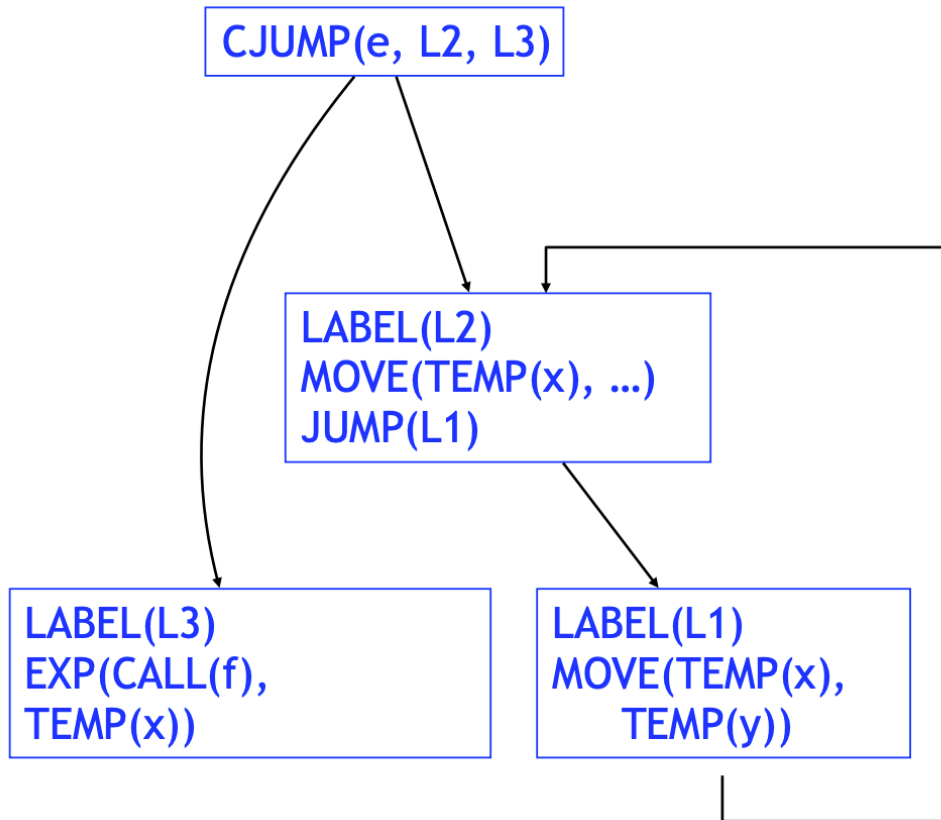 CJUMP(e, L2, L3)
LABEL(L2)
MOVE(TEMP(x), …)
JUMP(L1)
LABEL(L3)
EXP(CALL(f),
TEMP(x))
LABEL(L1)
MOVE(TEMP(x),
TEMP(y))